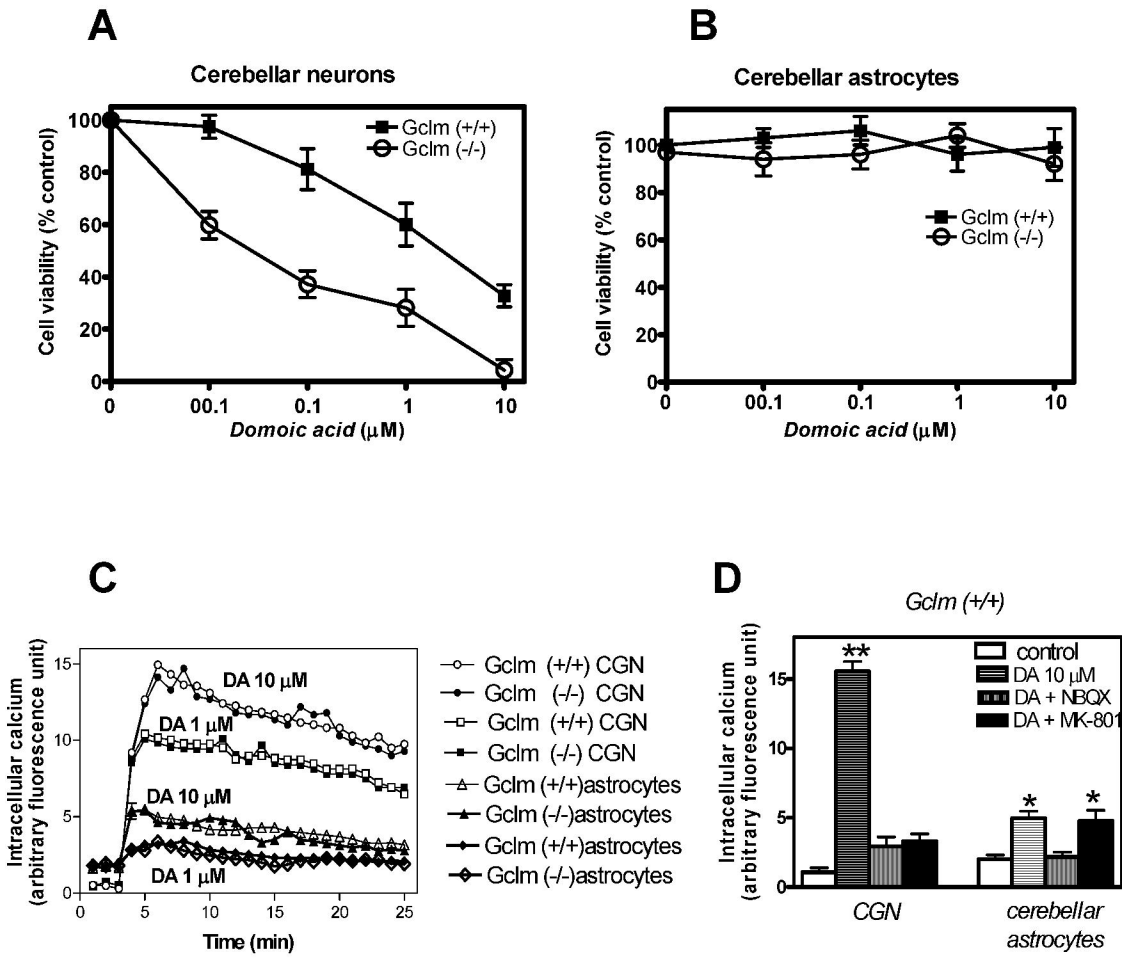 A
Cerebellar neurons
Cell viability (% control)
100
80
60
40
20
0
Gclm (+/+)
Gclm (-/-)
0 00.1 0.1 1 10
Domoic acid (µM)
B
Cerebellar astrocytes
Cell viability (% control)
100
80
60
40
20
0
Gclm (+/+)
Gclm (-/-)
0 00.1 0.1 1 10
Domoic acid (µM)
C
Intracellular calcium
(arbitrary fluorescence unit)
15
10
5
0
DA 10 µM
DA 1 µM
DA 10 µM
DA 1 µM
0 5 10 15 20 25
Time (min)
Gclm (+/+) CGN
Gclm (-/-) CGN
Gclm (+/+) CGN
Gclm (-/-) CGN
Gclm (+/+)astrocytes
Gclm (-/-)astrocytes
Gclm (+/+)astrocytes
Gclm (-/-)astrocytes
D
Gclm (+/+)
Intracellular calcium
(arbitrary fluorescence unit)
15
10
5
0
**
*
*
control
DA 10 µM
DA + NBQX
DA + MK-801
CGN
cerebellar
astrocytes